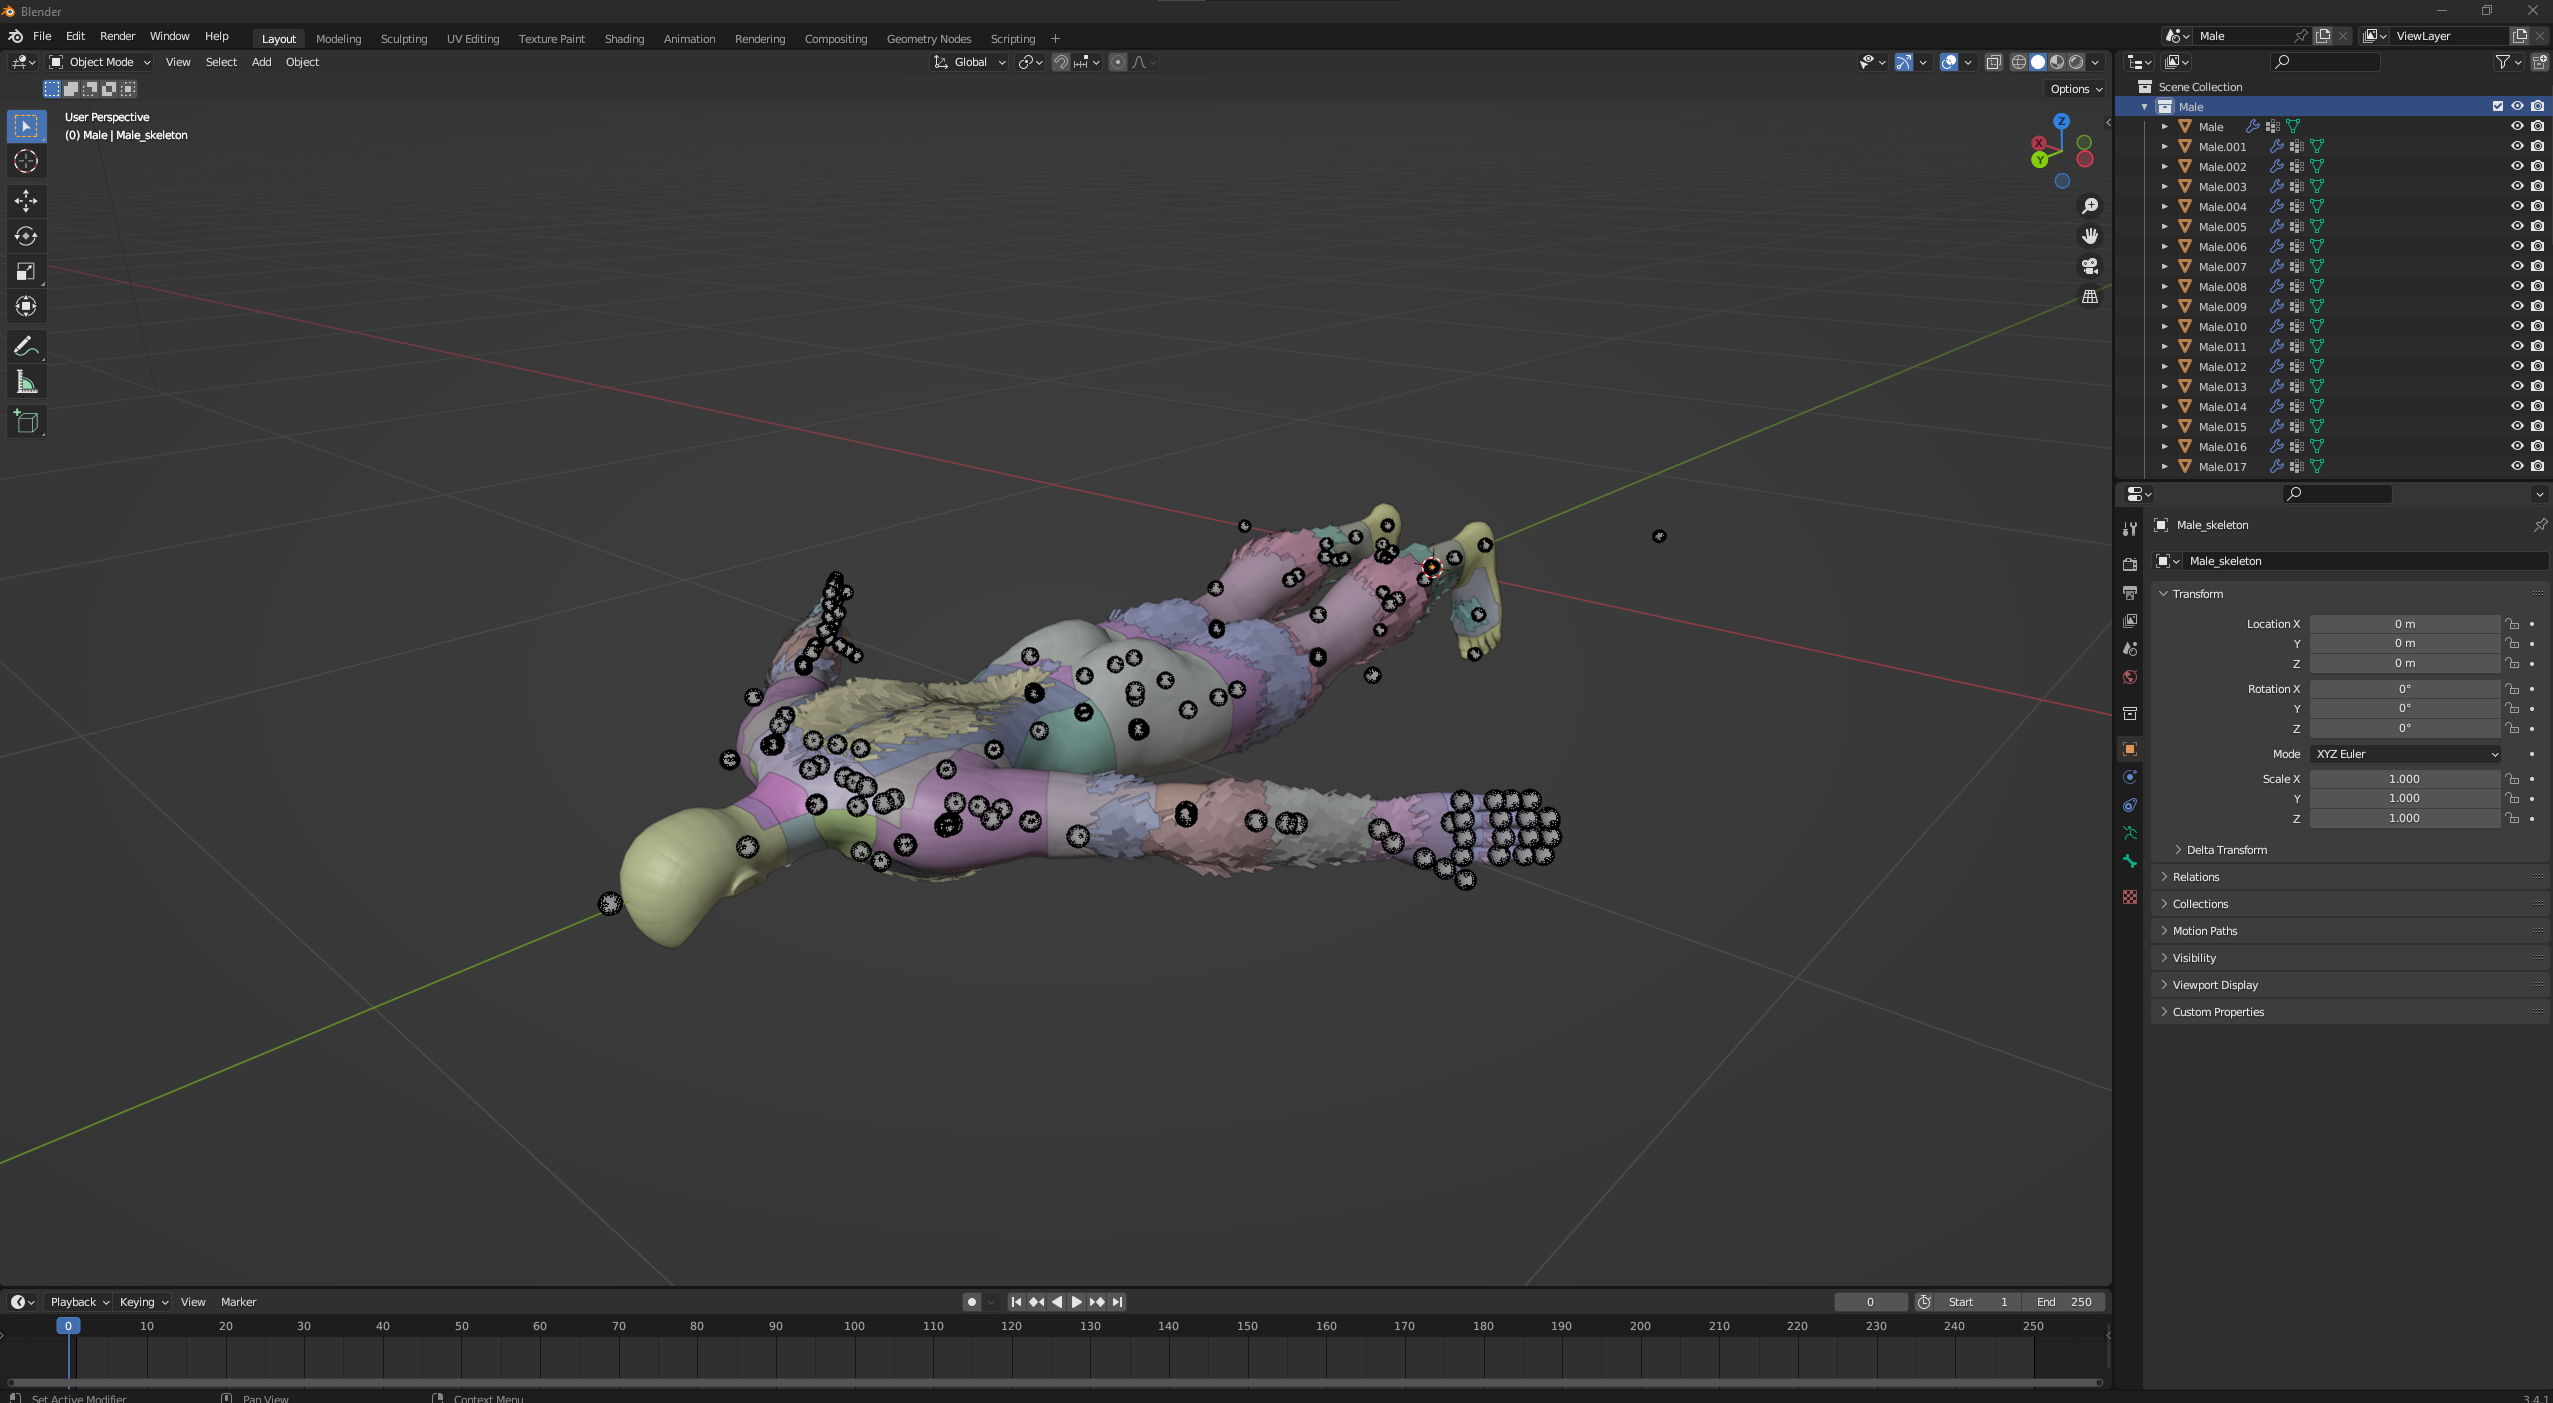 Blender
File Edit Render Window Help Layout Modeling Sculpting UV Editing Texture Paint Shading Animation Rendering Compositing Geometry Nodes Scripting + Male ViewLayer
Object Mode View Select Add Object Global
Options
User Perspective
(0) Male | Male_skeleton
Z
X
Y
Scene Collection
Male
Male
Male.001
Male.002
Male.003
Male.004
Male.005
Male.006
Male.007
Male.008
Male.009
Male.010
Male.011
Male.012
Male.013
Male.014
Male.015
Male.016
Male.017
Male_skeleton
Male_skeleton
Transform
Location X 0 m
Y 0 m
Z 0 m
Rotation X 0°
Y 0°
Z 0°
Mode XYZ Euler
Scale X 1.000
Y 1.000
Z 1.000
Delta Transform
Relations
Collections
Motion Paths
Visibility
Viewport Display
Custom Properties
Playback Keying View Marker 0 Start 1 End 250
0 10 20 30 40 50 60 70 80 90 100 110 120 130 140 150 160 170 180 190 200 210 220 230 240 250
Set Active Modifier Pan View Context Menu 3.4.1